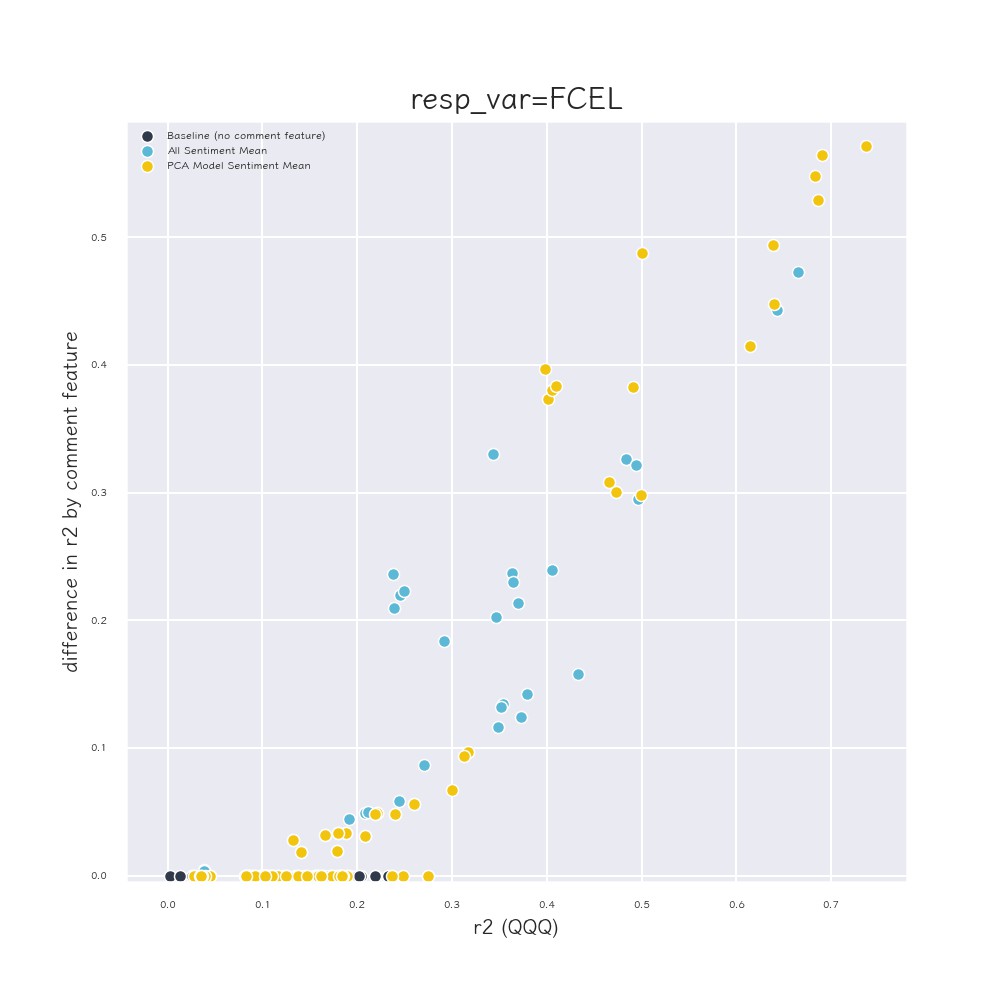 resp_var=FCEL
Baseline (no comment feature)
All Sentiment Mean
PCA Model Sentiment Mean
difference in r2 by comment feature
0.5
0.4
0.3
0.2
0.1
0.0
0.0 0.1 0.2 0.3 0.4 0.5 0.6 0.7
r2 (QQQ)